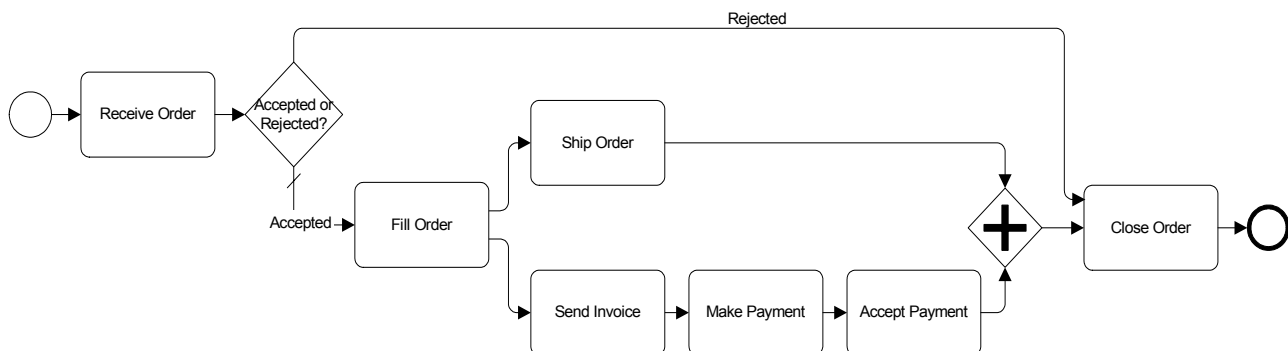 Rejected
Receive Order
Accepted or
Rejected?
Ship Order
Accepted
Fill Order
Close Order
Send Invoice
Make Payment
Accept Payment